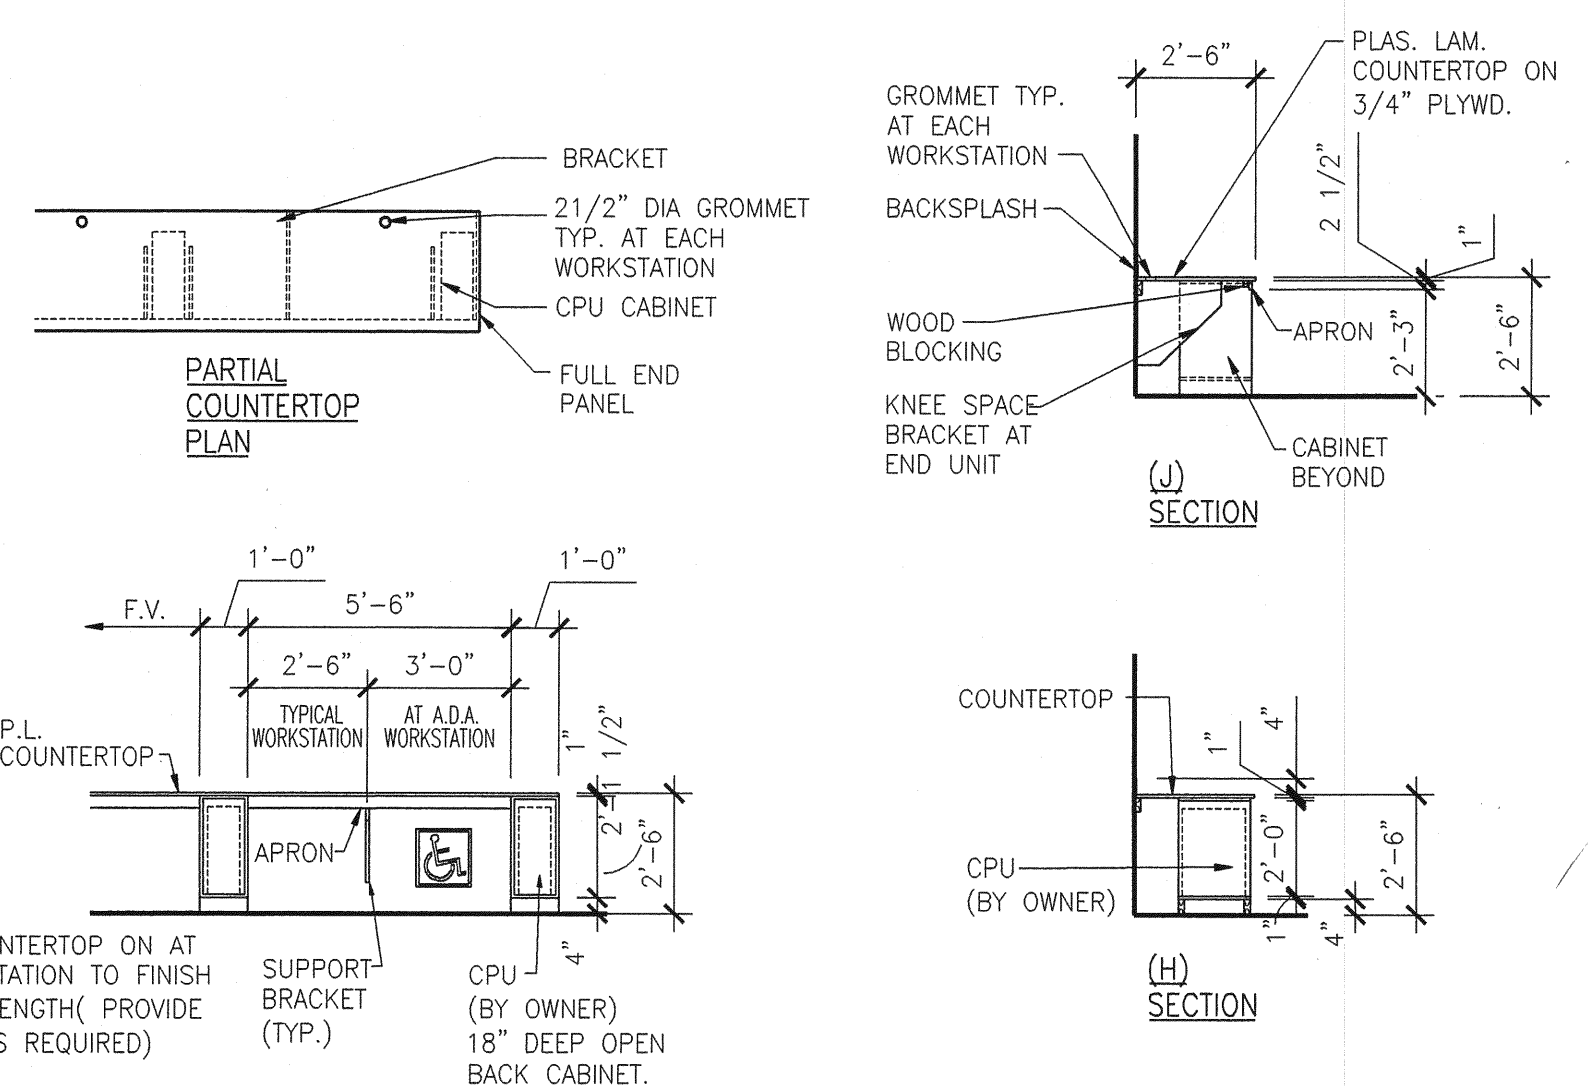 BRACKET
21/2" DIA GROMMET
TYP. AT EACH
WORKSTATION
CPU CABINET
FULL END
PANEL
PARTIAL
COUNTERTOP
PLAN
2'-6"
PLAS. LAM.
COUNTERTOP ON
3/4" PLYWD.
GROMMET TYP.
AT EACH
WORKSTATION
BACKSPLASH
2 1/2"
1"
WOOD
BLOCKING
APRON
2'-3"
2'-6"
KNEE SPACE
BRACKET AT
END UNIT
CABINET
BEYOND
(J)
SECTION
1'-0"
1'-0"
F.V.
5'-6"
2'-6"
3'-0"
TYPICAL
WORKSTATION
AT A.D.A.
WORKSTATION
P.L.
COUNTERTOP
1"
2'-1 1/2"
2'-6"
APRON
4"
NTERTOP ON AT
TATION TO FINISH
ENGTH( PROVIDE
S REQUIRED)
SUPPORT
BRACKET
(TYP.)
CPU
(BY OWNER)
18" DEEP OPEN
BACK CABINET.
COUNTERTOP
1"
4"
CPU
(BY OWNER)
2'-0"
2'-6"
1"
4"
(H)
SECTION